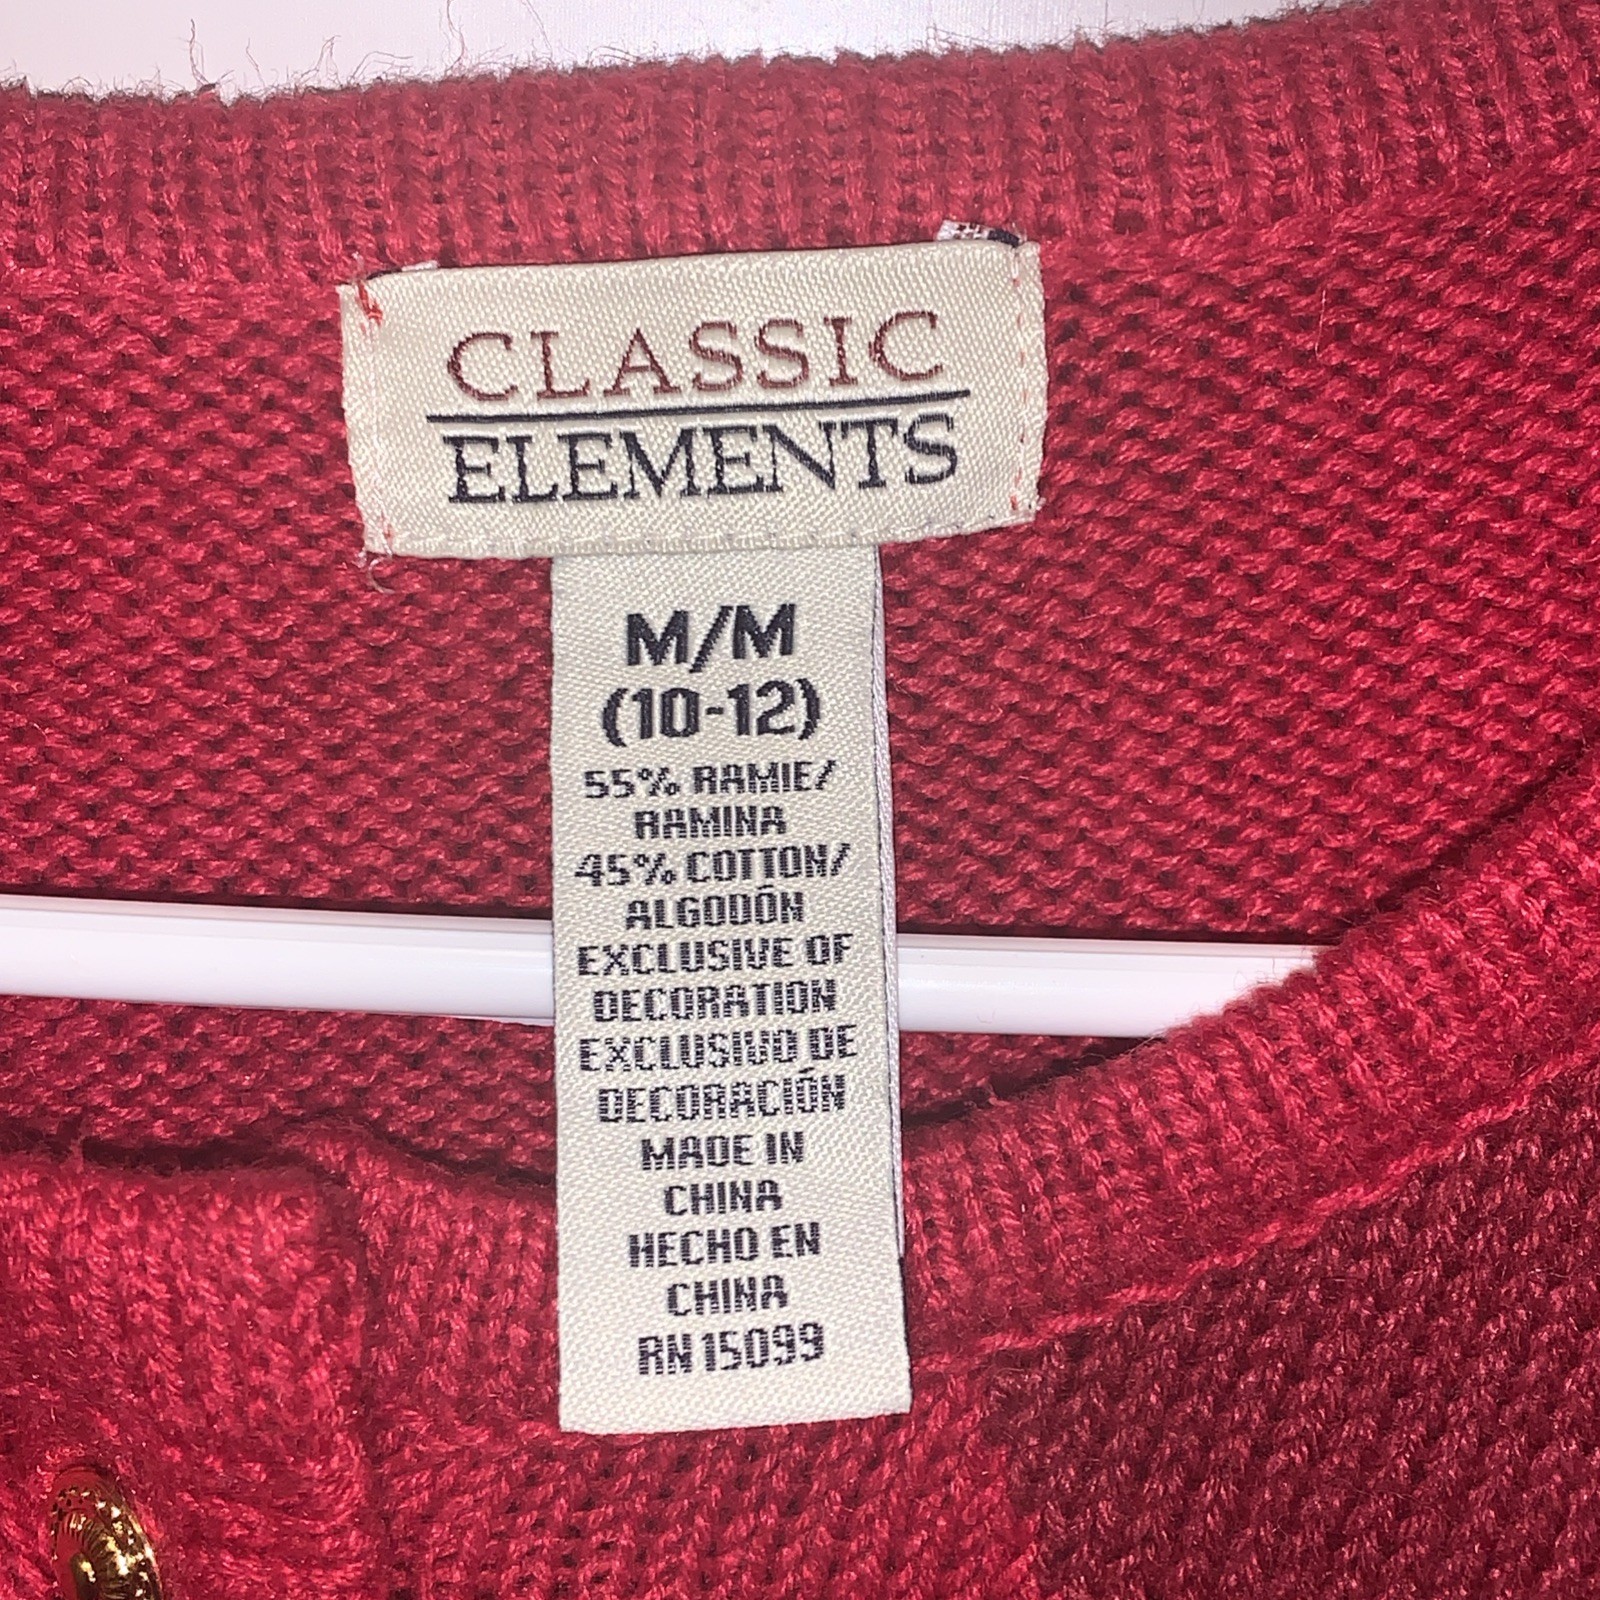 CLASSIC
ELEMENTS
M/M
(10-12)
55% RAMIE/
RAMINA
45% COTTON/
ALGODÓN
EXCLUSIVE OF
DECORATION
EXCLUSIVO DE
DECORACIÓN
MADE IN
CHINA
HECHO EN
CHINA
RN 15099